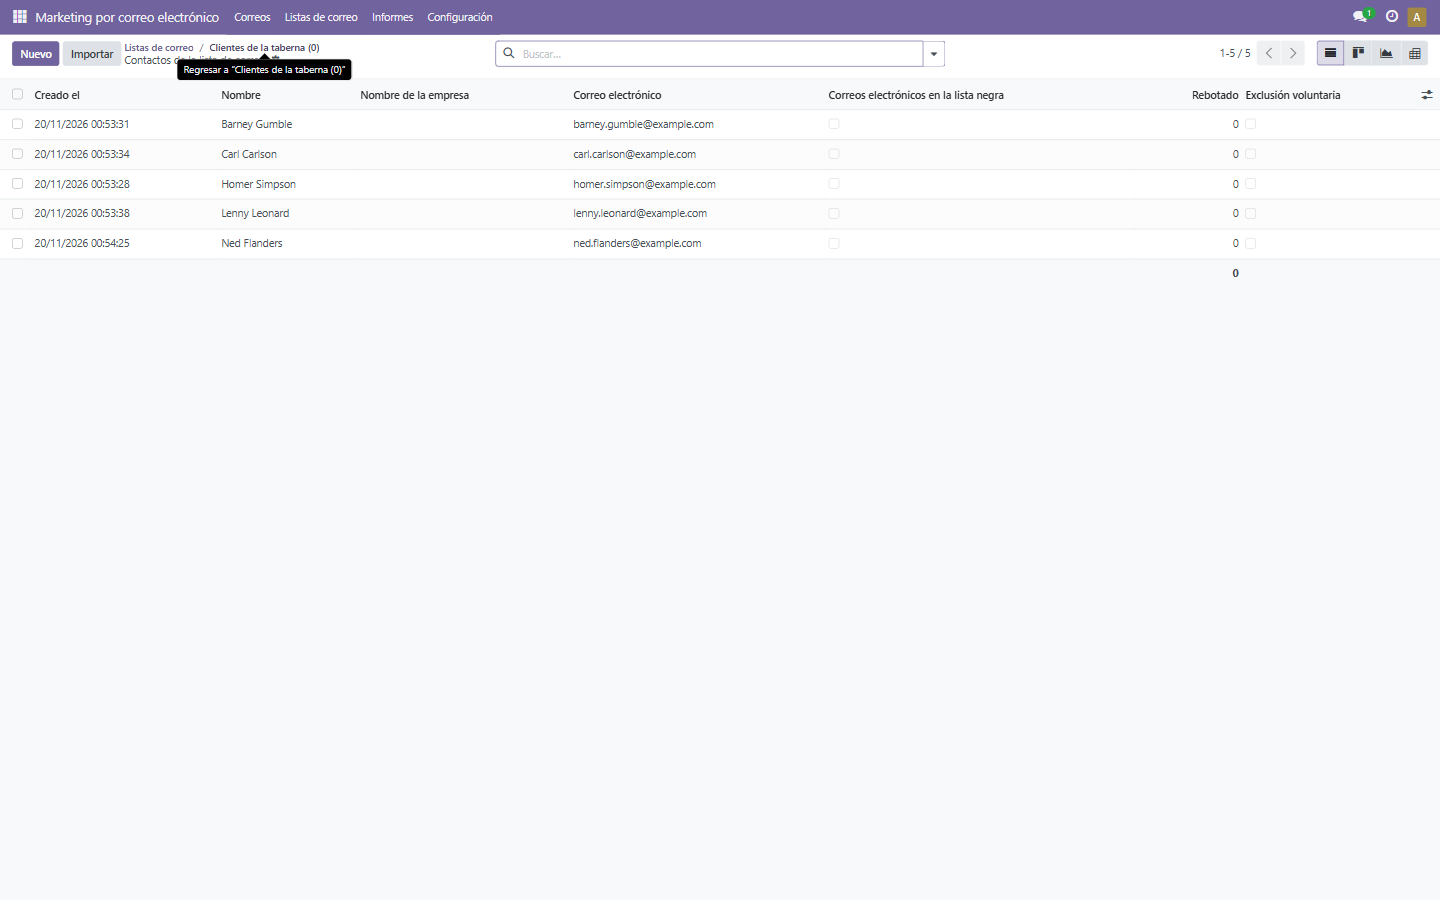 Marketing por correo electrónico Correos Listas de correo Informes Configuración 1 A
Nuevo Importar Listas de correo / Clientes de la taberna (0) Buscar... 1-5 / 5
Contactos de
Regresar a "Clientes de la taberna (0)"
Creado el Nombre Nombre de la empresa Correo electrónico Correos electrónicos en la lista negra Rebotado Exclusión voluntaria
20/11/2026 00:53:31 Barney Gumble barney.gumble@example.com 0
20/11/2026 00:53:34 Carl Carlson carl.carlson@example.com 0
20/11/2026 00:53:28 Homer Simpson homer.simpson@example.com 0
20/11/2026 00:53:38 Lenny Leonard lenny.leonard@example.com 0
20/11/2026 00:54:25 Ned Flanders ned.flanders@example.com 0
0